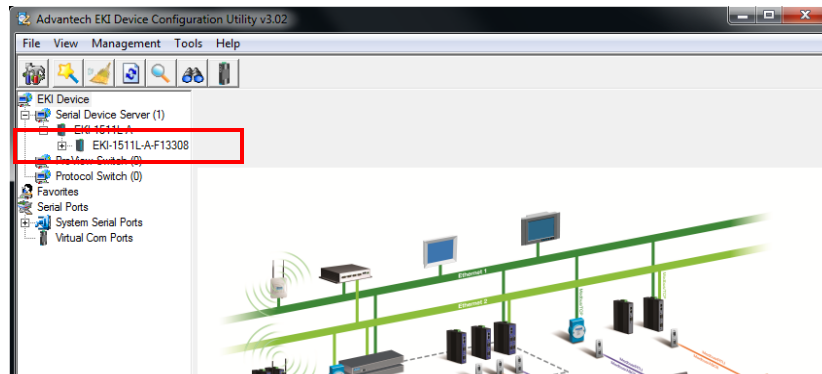 Advantech EKI Device Configuration Utility v3.02
File View Management Tools Help
EKI Device
Serial Device Server (1)
EKI-1511L-A
EKI-1511L-A-F13308
ProView Switch (0)
Protocol Switch (0)
Favorites
Serial Ports
System Serial Ports
Virtual Com Ports
Ethernet 1
Ethernet 2